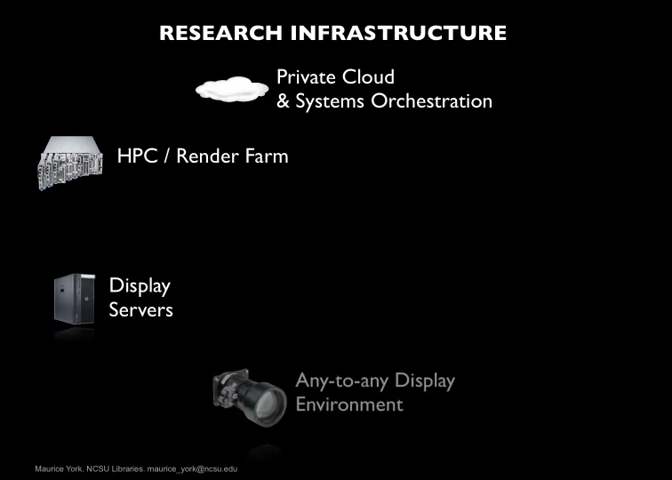 RESEARCH INFRASTRUCTURE
Private Cloud
& Systems Orchestration
HPC / Render Farm
Display
Servers
Any-to-any Display
Environment
Maurice York. NCSU Libraries. maurice_york@ncsu.edu